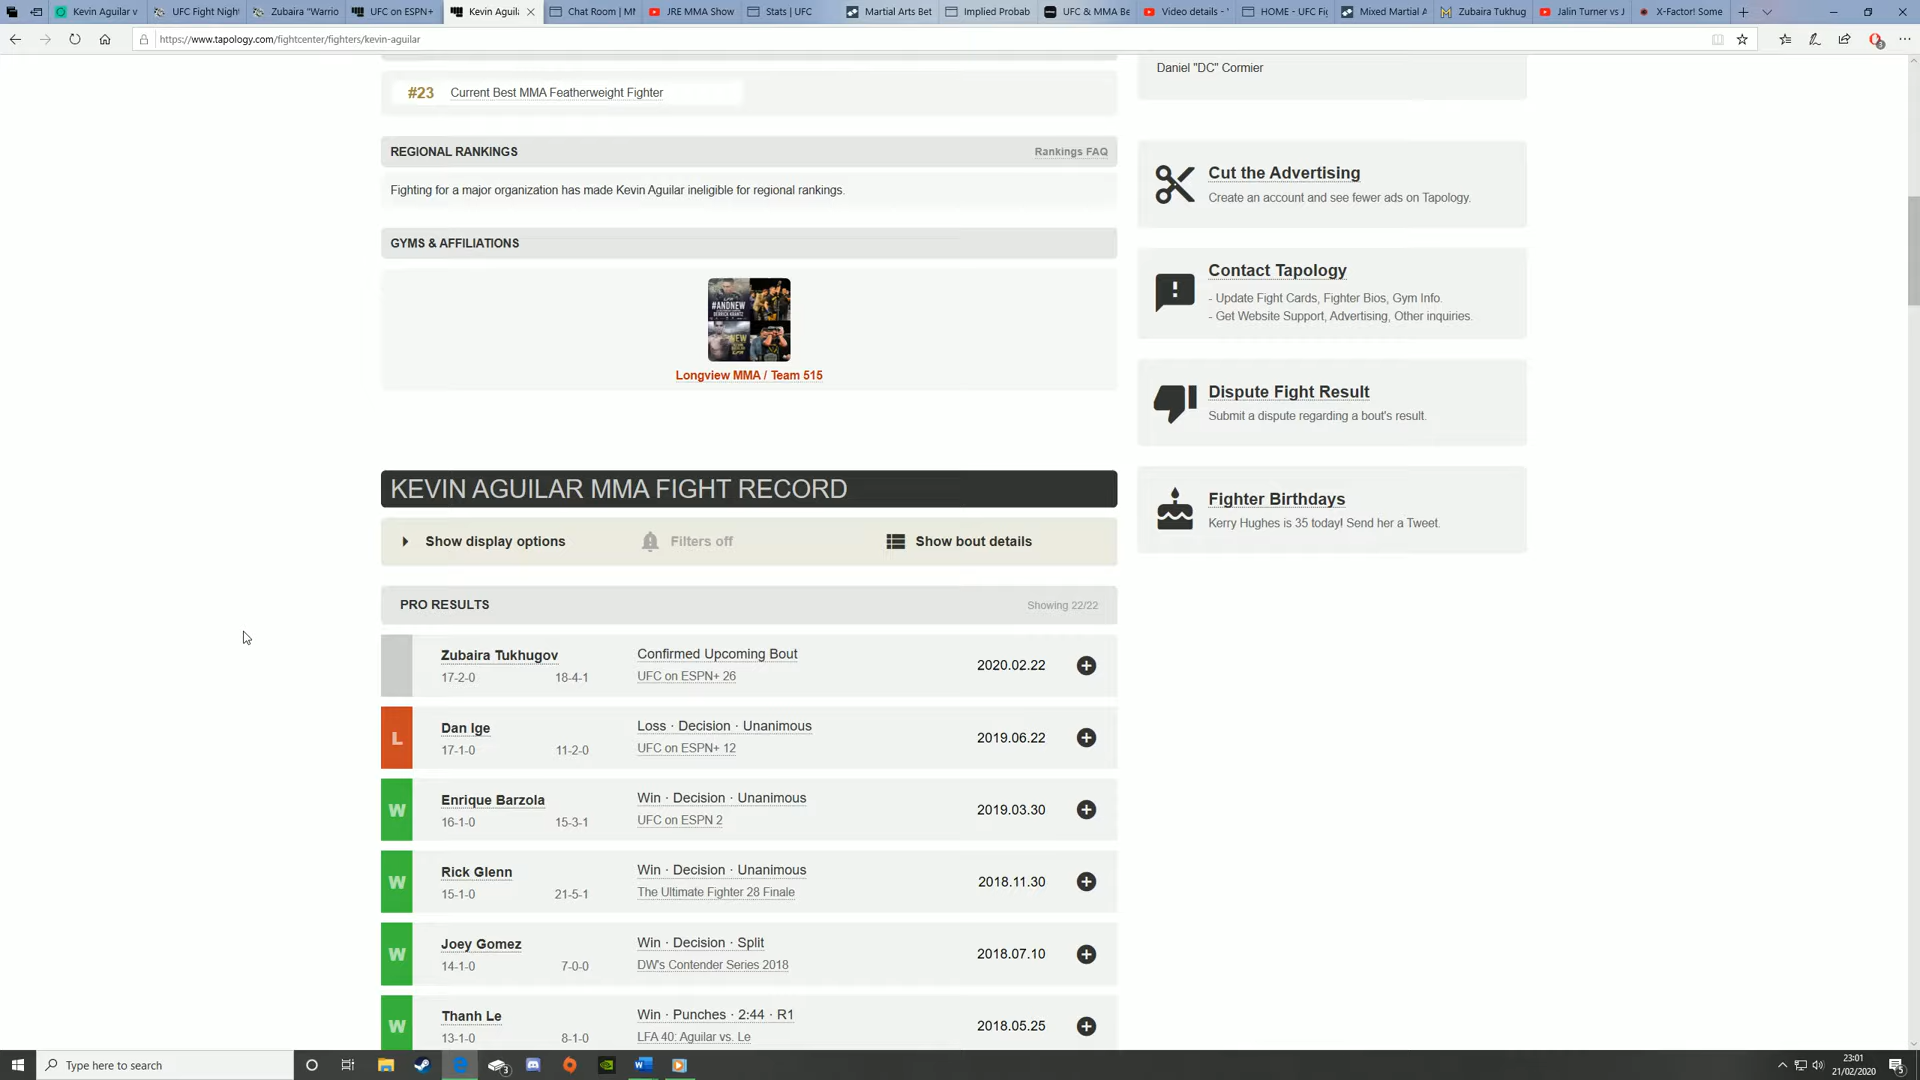 Kevin Aguilar v
UFC Fight Night
Zubaira "Warrio
UFC on ESPN+
Kevin Aguila
Chat Room | MM
JRE MMA Show
Stats | UFC
Martial Arts Bet
Implied Probab
UFC & MMA Be
Video details - Y
HOME - UFC Fig
Mixed Martial A
Zubaira Tukhug
Jalin Turner vs J
X-Factor! Some
https://www.tapology.com/fightcenter/fighters/kevin-aguilar
Daniel "DC" Cormier
#23 Current Best MMA Featherweight Fighter
REGIONAL RANKINGS Rankings FAQ
Fighting for a major organization has made Kevin Aguilar ineligible for regional rankings.
GYMS & AFFILIATIONS
#ANDNEW
Longview MMA / Team 515
Cut the Advertising
Create an account and see fewer ads on Tapology.
Contact Tapology
- Update Fight Cards, Fighter Bios, Gym Info.
- Get Website Support, Advertising, Other inquiries.
Dispute Fight Result
Submit a dispute regarding a bout's result.
Fighter Birthdays
Kerry Hughes is 35 today! Send her a Tweet.
KEVIN AGUILAR MMA FIGHT RECORD
Show display options Filters off Show bout details
PRO RESULTS Showing 22/22
Zubaira Tukhugov Confirmed Upcoming Bout 2020.02.22
17-2-0 18-4-1 UFC on ESPN+ 26
L Dan Ige Loss · Decision · Unanimous 2019.06.22
17-1-0 11-2-0 UFC on ESPN+ 12
W Enrique Barzola Win · Decision · Unanimous 2019.03.30
16-1-0 15-3-1 UFC on ESPN 2
W Rick Glenn Win · Decision · Unanimous 2018.11.30
15-1-0 21-5-1 The Ultimate Fighter 28 Finale
W Joey Gomez Win · Decision · Split 2018.07.10
14-1-0 7-0-0 DW's Contender Series 2018
W Thanh Le Win · Punches · 2:44 · R1 2018.05.25
13-1-0 8-1-0 LFA 40: Aguilar vs. Le
Type here to search
23:01
21/02/2020